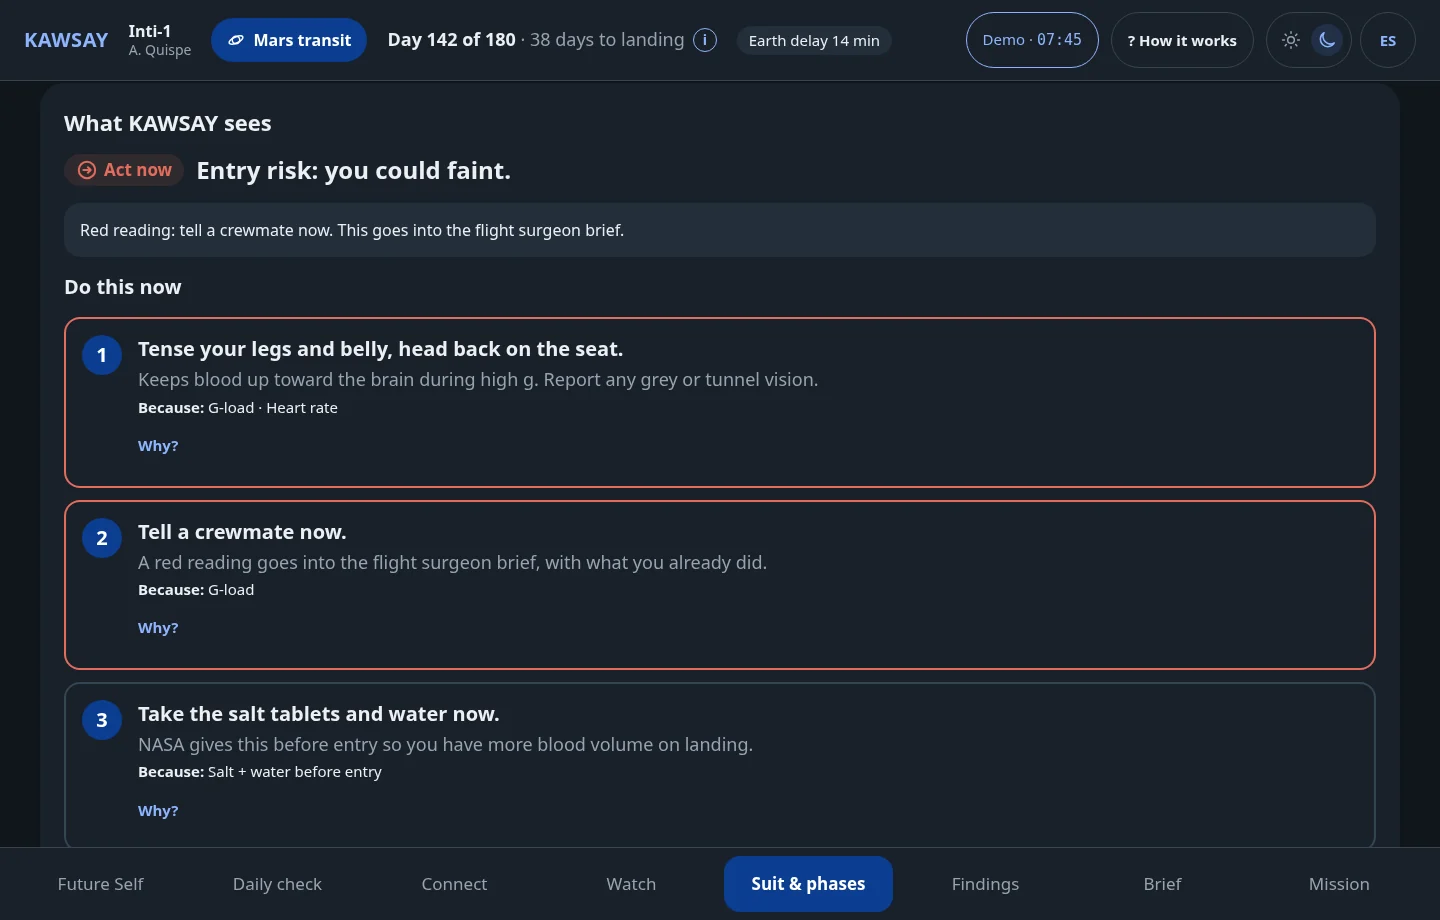 KAWSAY
Inti-1
A. Quispe
Mars transit
Day 142 of 180 · 38 days to landing
i
Earth delay 14 min
Demo · 07:45
? How it works
ES
What KAWSAY sees
Act now
Entry risk: you could faint.
Red reading: tell a crewmate now. This goes into the flight surgeon brief.
Do this now
1
Tense your legs and belly, head back on the seat.
Keeps blood up toward the brain during high g. Report any grey or tunnel vision.
Because: G-load · Heart rate
Why?
2
Tell a crewmate now.
A red reading goes into the flight surgeon brief, with what you already did.
Because: G-load
Why?
3
Take the salt tablets and water now.
NASA gives this before entry so you have more blood volume on landing.
Because: Salt + water before entry
Why?
Future Self
Daily check
Connect
Watch
Suit & phases
Findings
Brief
Mission